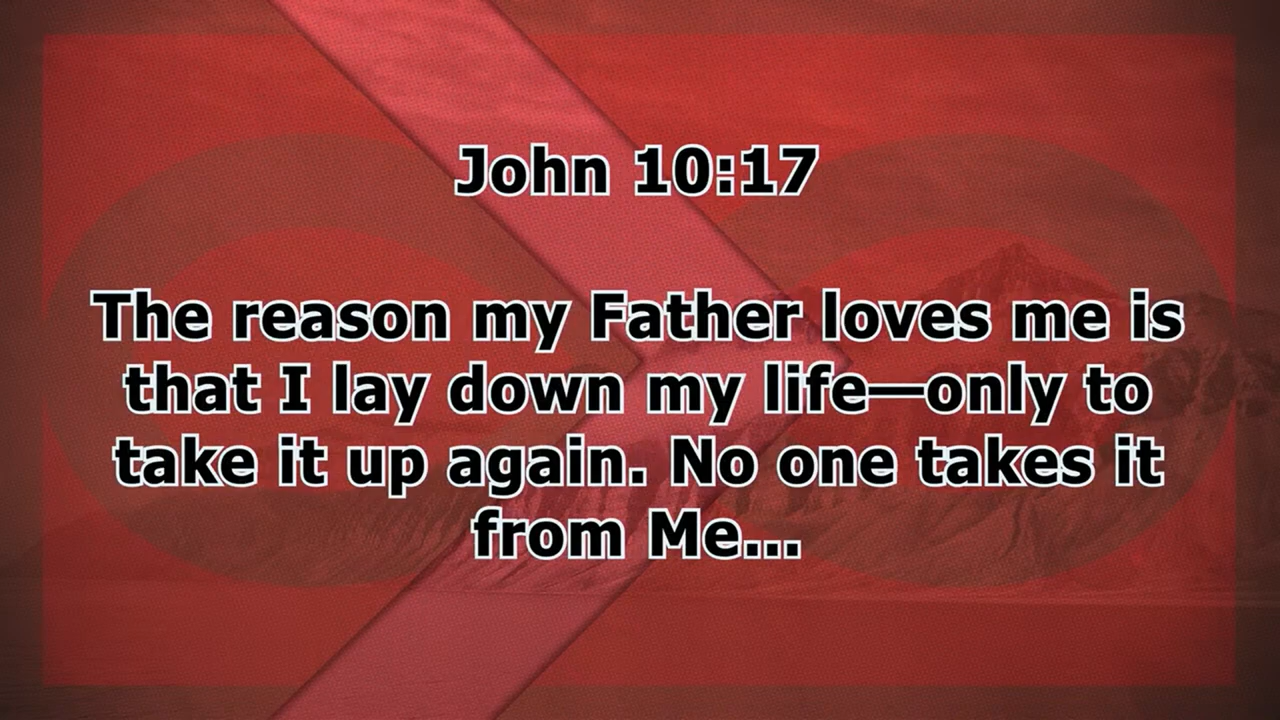 John 10:17
The reason my Father loves me is
that I lay down my life—only to
take it up again. No one takes it
from Me...